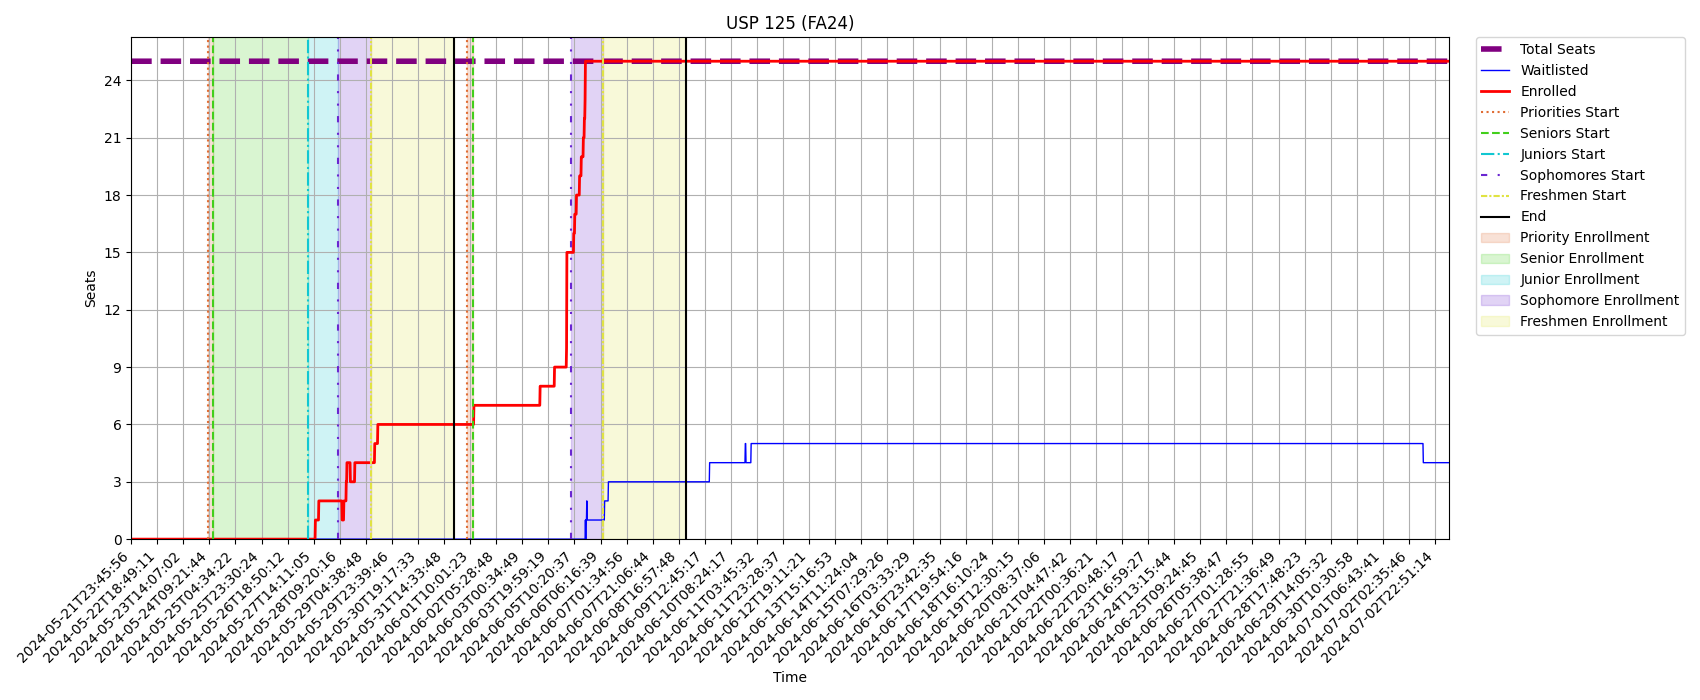 USP 125 (FA24)
Total Seats
Waitlisted
Enrolled
Priorities Start
Seniors Start
Juniors Start
Sophomores Start
Freshmen Start
End
Priority Enrollment
Senior Enrollment
Junior Enrollment
Sophomore Enrollment
Freshmen Enrollment
Seats
24
21
18
15
12
9
6
3
0
2024-05-21T23:45:56
2024-05-22T18:49:11
2024-05-23T14:07:02
2024-05-24T09:21:44
2024-05-25T04:34:22
2024-05-25T23:30:24
2024-05-26T18:50:12
2024-05-27T14:11:05
2024-05-28T09:20:16
2024-05-29T04:38:48
2024-05-29T23:39:46
2024-05-30T19:17:33
2024-05-31T14:33:48
2024-06-01T10:01:23
2024-06-02T05:28:48
2024-06-03T00:34:49
2024-06-03T19:59:19
2024-06-05T10:20:37
2024-06-06T06:16:39
2024-06-07T01:34:56
2024-06-07T21:06:44
2024-06-08T16:57:48
2024-06-09T12:45:17
2024-06-10T08:24:17
2024-06-11T03:45:32
2024-06-11T23:28:37
2024-06-12T19:11:21
2024-06-13T15:16:53
2024-06-14T11:24:04
2024-06-15T07:29:26
2024-06-16T03:33:29
2024-06-16T23:42:35
2024-06-17T19:54:16
2024-06-18T16:10:24
2024-06-19T12:30:15
2024-06-20T08:37:06
2024-06-21T04:47:42
2024-06-22T00:36:21
2024-06-22T20:48:17
2024-06-23T16:59:27
2024-06-24T13:15:44
2024-06-25T09:24:45
2024-06-26T05:38:47
2024-06-27T01:28:55
2024-06-27T21:36:49
2024-06-28T17:48:23
2024-06-29T14:05:32
2024-06-30T10:30:58
2024-07-01T06:43:41
2024-07-02T02:35:46
2024-07-02T22:51:14
Time